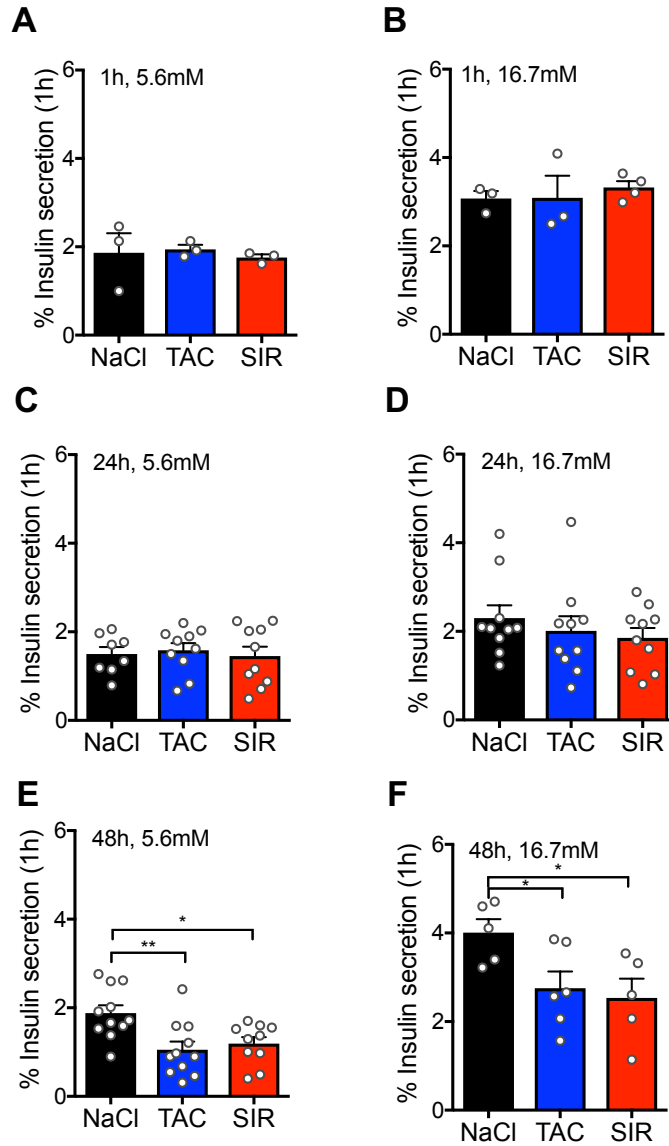 A
% Insulin secretion (1h)
1h, 5.6mM
6
4
2
0
NaCl TAC SIR
B
% Insulin secretion (1h)
1h, 16.7mM
6
4
2
0
NaCl TAC SIR
C
% Insulin secretion (1h)
24h, 5.6mM
6
4
2
0
NaCl TAC SIR
D
% Insulin secretion (1h)
24h, 16.7mM
6
4
2
0
NaCl TAC SIR
E
% Insulin secretion (1h)
48h, 5.6mM
6
4
2
0
*
**
NaCl TAC SIR
F
% Insulin secretion (1h)
48h, 16.7mM
6
4
2
0
*
*
NaCl TAC SIR